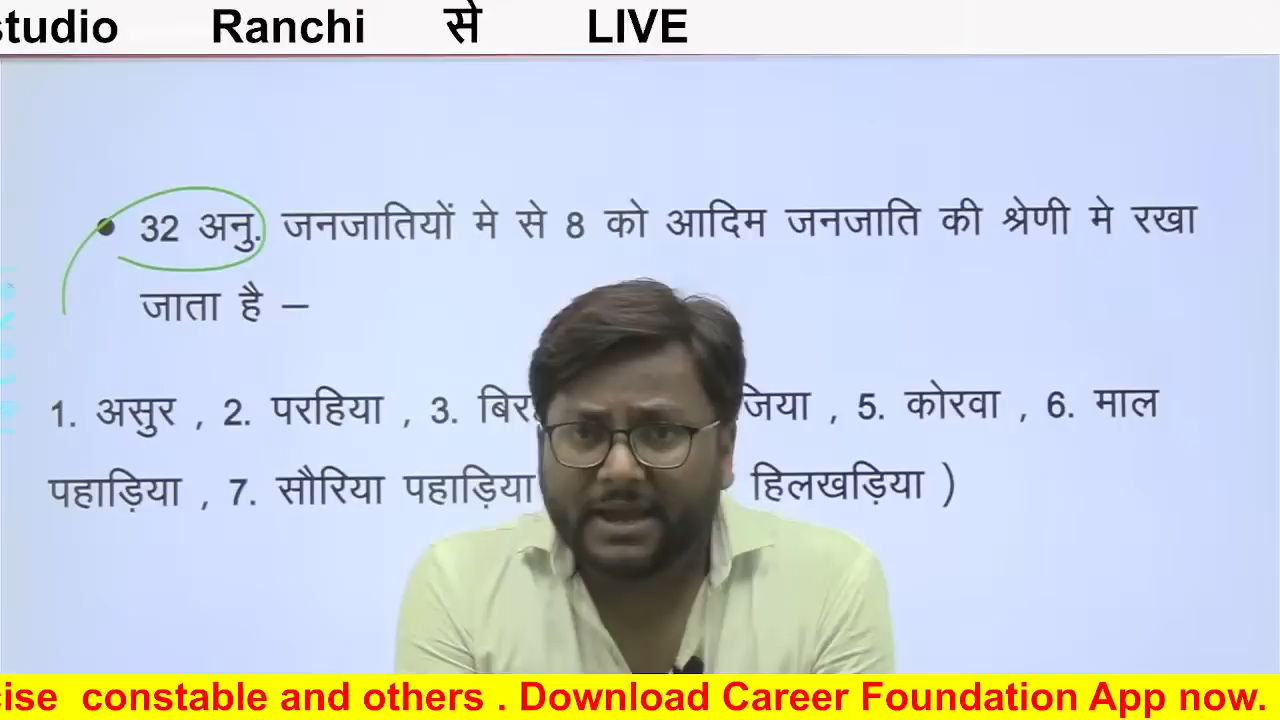 studio Ranchi से LIVE
• 32 अनु. जनजातियों मे से 8 को आदिम जनजाति की श्रेणी मे रखा
जाता है –
1. असुर , 2. परहिया , 3. , 5. कोरवा , 6. माल
पहाड़िया , 7. सौरिया पहाड़िया हिलखड़िया )
constable and others . Download Career Foundation App now.